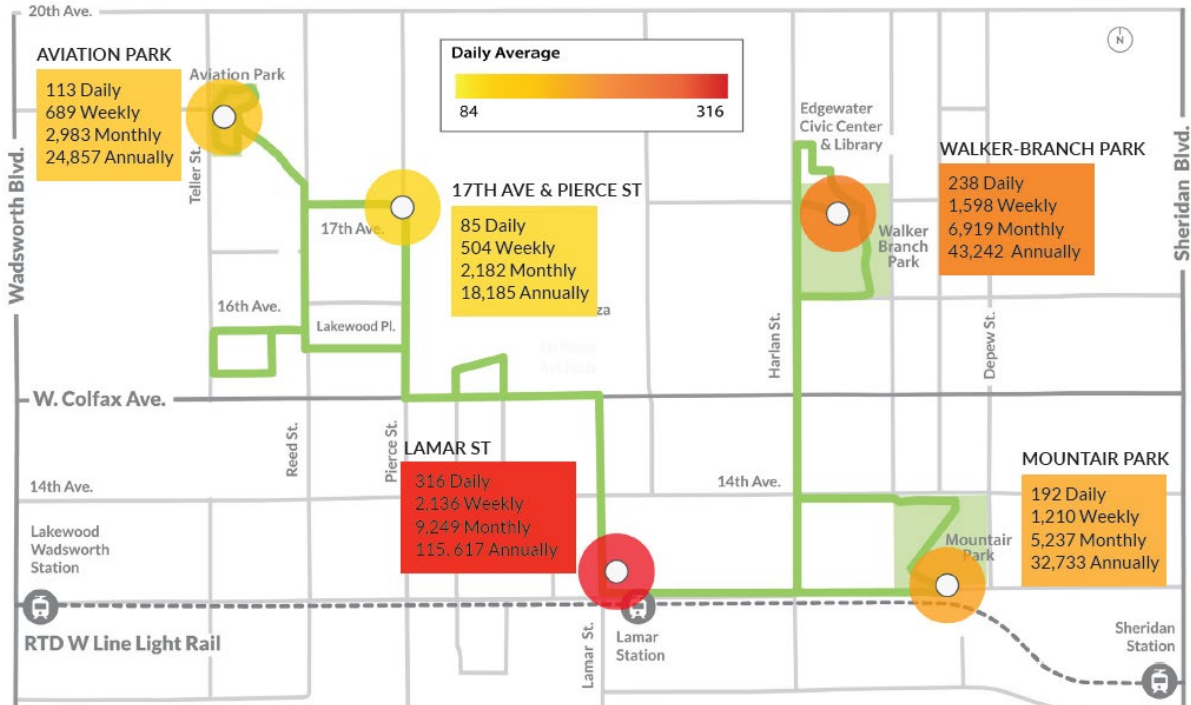 20th Ave.
AVIATION PARK
113 Daily
689 Weekly
2,983 Monthly
24,857 Annually
Aviation Park
Daily Average
84
316
N
Edgewater
Civic Center
& Library
Wadsworth Blvd.
Teller St.
Sheridan Blvd.
17TH AVE & PIERCE ST
85 Daily
504 Weekly
2,182 Monthly
18,185 Annually
WALKER-BRANCH PARK
238 Daily
1,598 Weekly
6,919 Monthly
43,242 Annually
17th Ave.
Walker
Branch
Park
16th Ave.
Lakewood Pl.
za
Harlan St.
Depew St.
W. Colfax Ave.
Reed St.
Pierce St.
LAMAR ST
316 Daily
2,136 Weekly
9,249 Monthly
115, 617 Annually
14th Ave.
14th Ave.
MOUNTAIR PARK
192 Daily
1,210 Weekly
5,237 Monthly
32,733 Annually
Mountair
Park
Lakewood
Wadsworth
Station
RTD W Line Light Rail
Lamar St.
Lamar
Station
Sheridan
Station